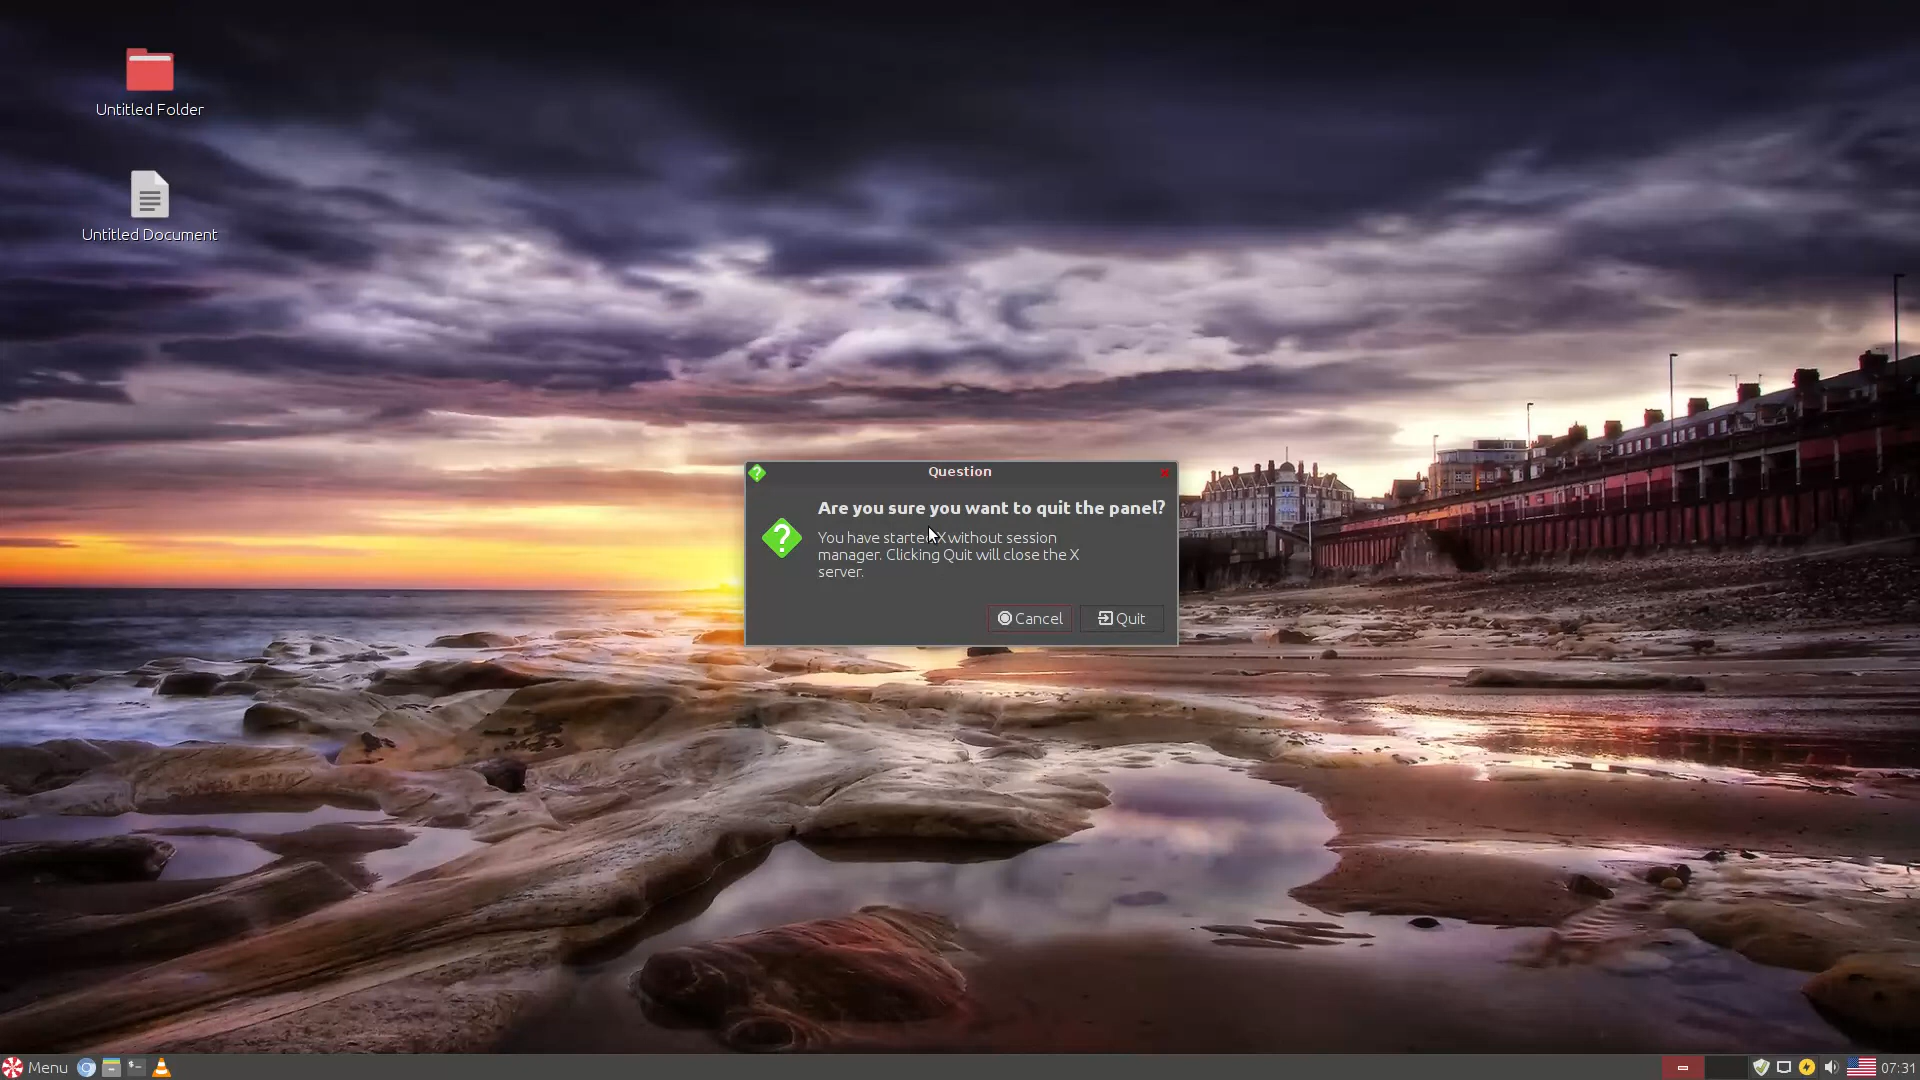 Untitled Folder
Untitled Document
Question
Are you sure you want to quit the panel?
You have started X without session
manager. Clicking Quit will close the X
server.
Cancel
Quit
Menu
07:31